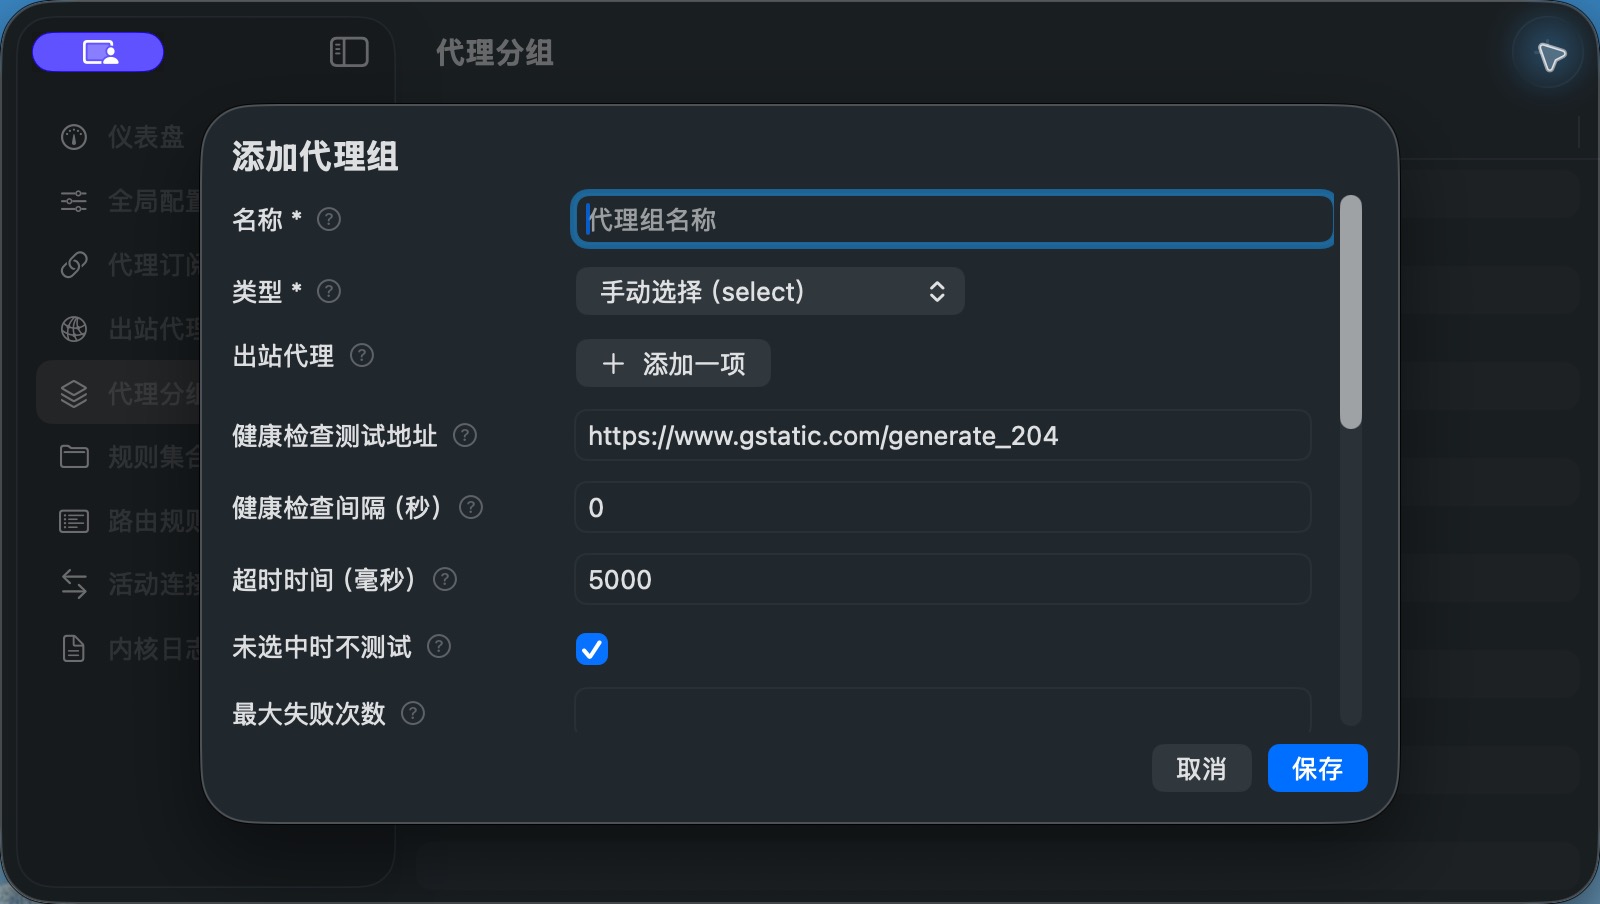 代理分组
仪表盘
全局配置
代理订阅
出站代理
代理分组
规则集合
路由规则
活动连接
内核日志
添加代理组
名称 *
代理组名称
类型 *
手动选择 (select)
出站代理
添加一项
健康检查测试地址
https://www.gstatic.com/generate_204
健康检查间隔 (秒)
0
超时时间 (毫秒)
5000
未选中时不测试
最大失败次数
取消
保存